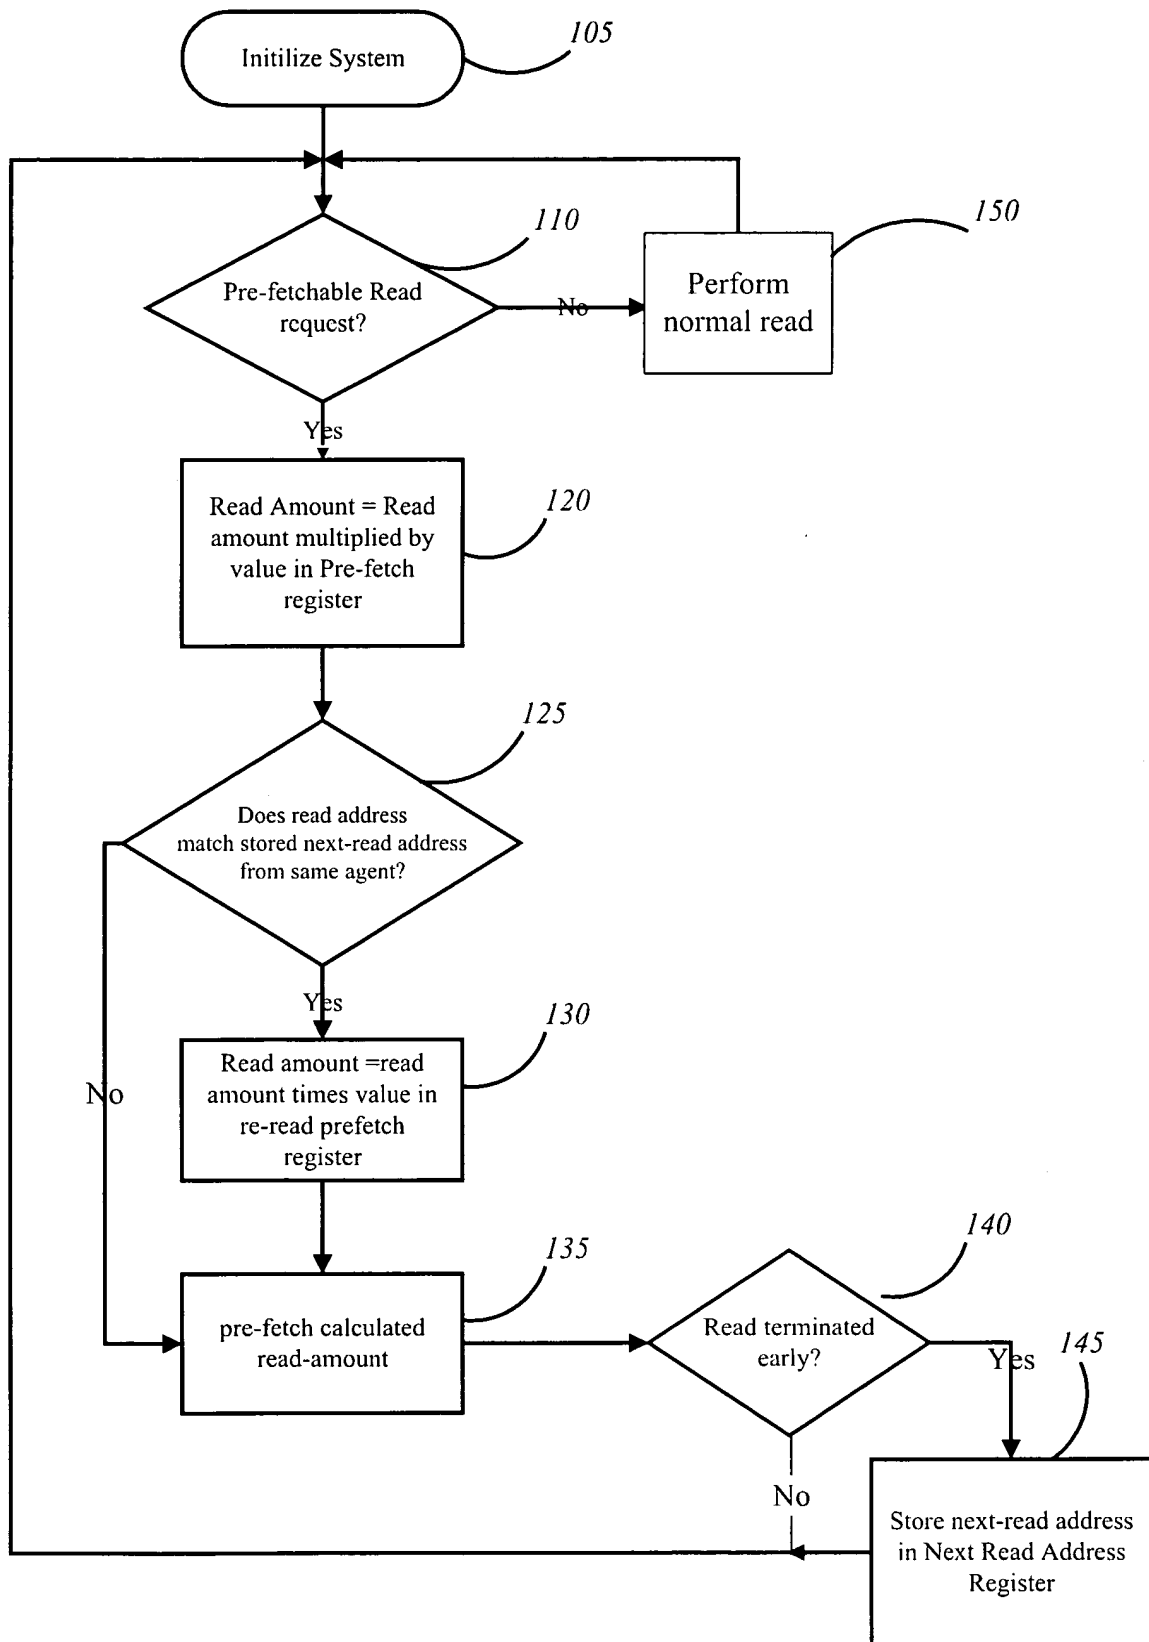 Initilize System
105
110
150
Pre-fetchable Read
request?
No
Perform
normal read
Yes
Read Amount = Read
amount multiplied by
value in Pre-fetch
register
120
125
Does read address
match stored next-read address
from same agent?
Yes
130
Read amount =read
amount times value in
re-read prefetch
register
No
135
140
pre-fetch calculated
read-amount
Read terminated
early?
Yes
145
No
Store next-read address
in Next Read Address
Register